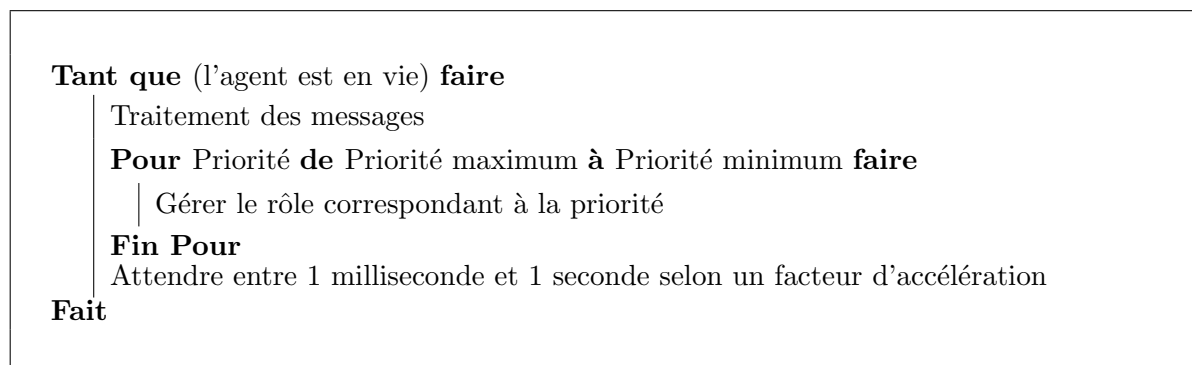 Tant que (l'agent est en vie) faire
Traitement des messages
Pour Priorité de Priorité maximum à Priorité minimum faire
Gérer le rôle correspondant à la priorité
Fin Pour
Attendre entre 1 milliseconde et 1 seconde selon un facteur d'accélération
Fait